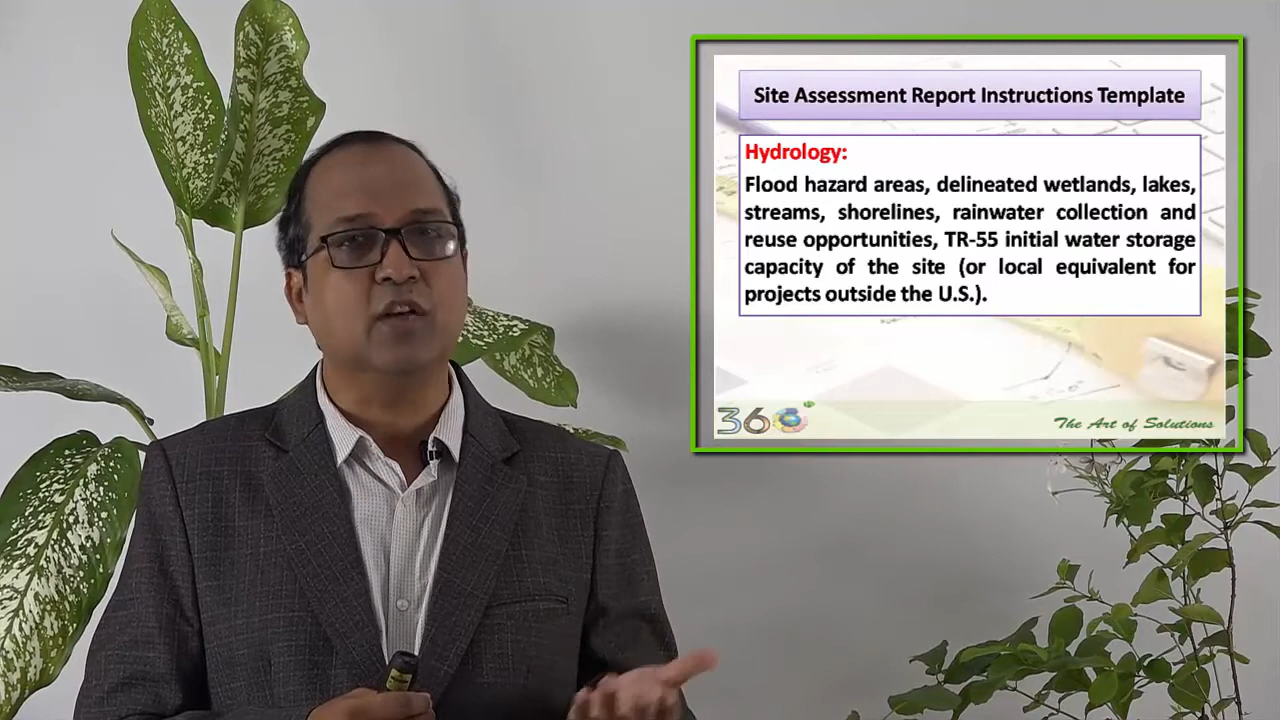 Site Assessment Report Instructions Template
Hydrology:
Flood hazard areas, delineated wetlands, lakes,
streams, shorelines, rainwater collection and
reuse opportunities, TR-55 initial water storage
capacity of the site (or local equivalent for
projects outside the U.S.).
360
The Art of Solutions